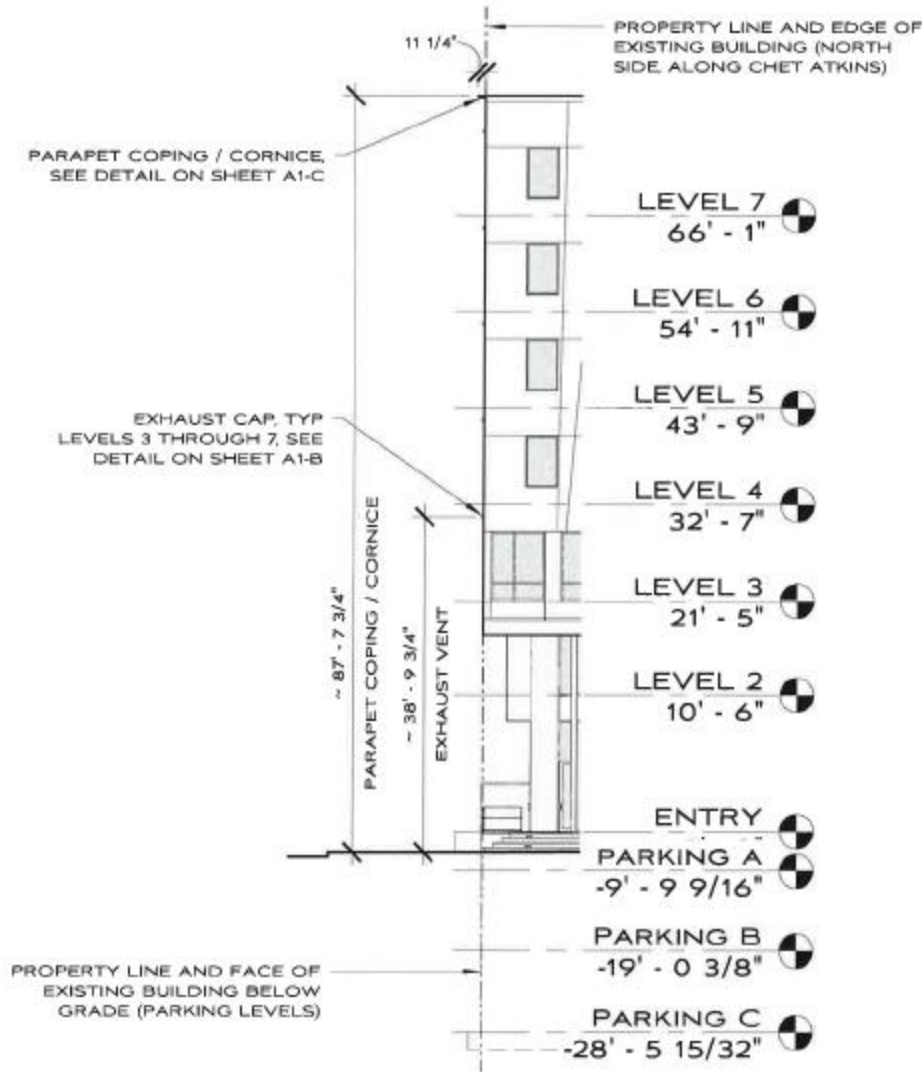 11 1/4"
PROPERTY LINE AND EDGE OF
EXISTING BUILDING (NORTH
SIDE, ALONG CHET ATKINS)
PARAPET COPING / CORNICE,
SEE DETAIL ON SHEET A1-C
LEVEL 7
66' - 1"
LEVEL 6
54' - 11"
LEVEL 5
43' - 9"
EXHAUST CAP, TYP
LEVELS 3 THROUGH 7, SEE
DETAIL ON SHEET A1-B
LEVEL 4
32' - 7"
~ 87' - 7 3/4"
PARAPET COPING / CORNICE
~ 38' - 9 3/4"
EXHAUST VENT
LEVEL 3
21' - 5"
LEVEL 2
10' - 6"
ENTRY
PARKING A
-9' - 9 9/16"
PARKING B
-19' - 0 3/8"
PROPERTY LINE AND FACE OF
EXISTING BUILDING BELOW
GRADE (PARKING LEVELS)
PARKING C
-28' - 5 15/32"